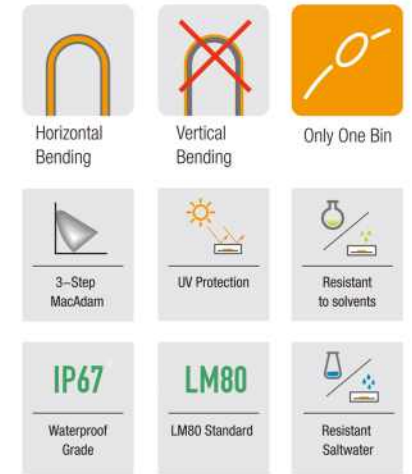 Horizontal
Bending
Vertical
Bending
Only One Bin
3-Step
MacAdam
UV Protection
Resistant
to solvents
IP67
Waterproof
Grade
LM80
LM80 Standard
Resistant
Saltwater